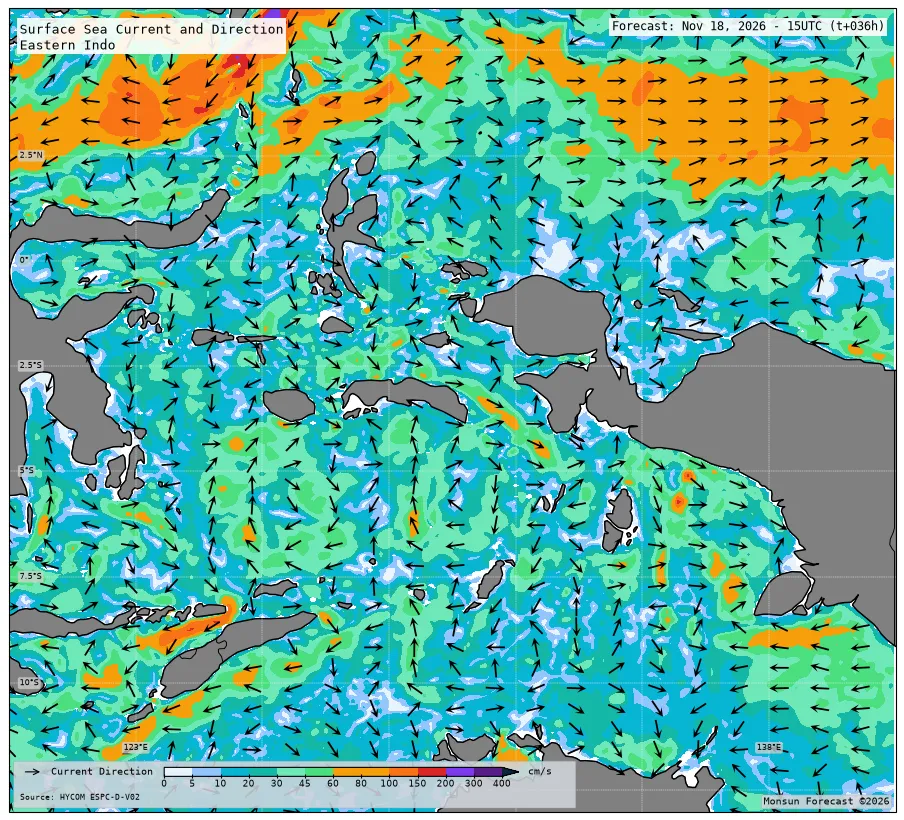 Surface Sea Current and Direction
Eastern Indo
Forecast: Nov 18, 2026 - 15UTC (t+036h)
2.5°N
0°
2.5°S
5°S
7.5°S
10°S
123°E
138°E
Current Direction
0 5 10 20 30 45 60 80 100 150 200 300 400
cm/s
Source: HYCOM ESPC-D-V02
Monsun Forecast ©2026